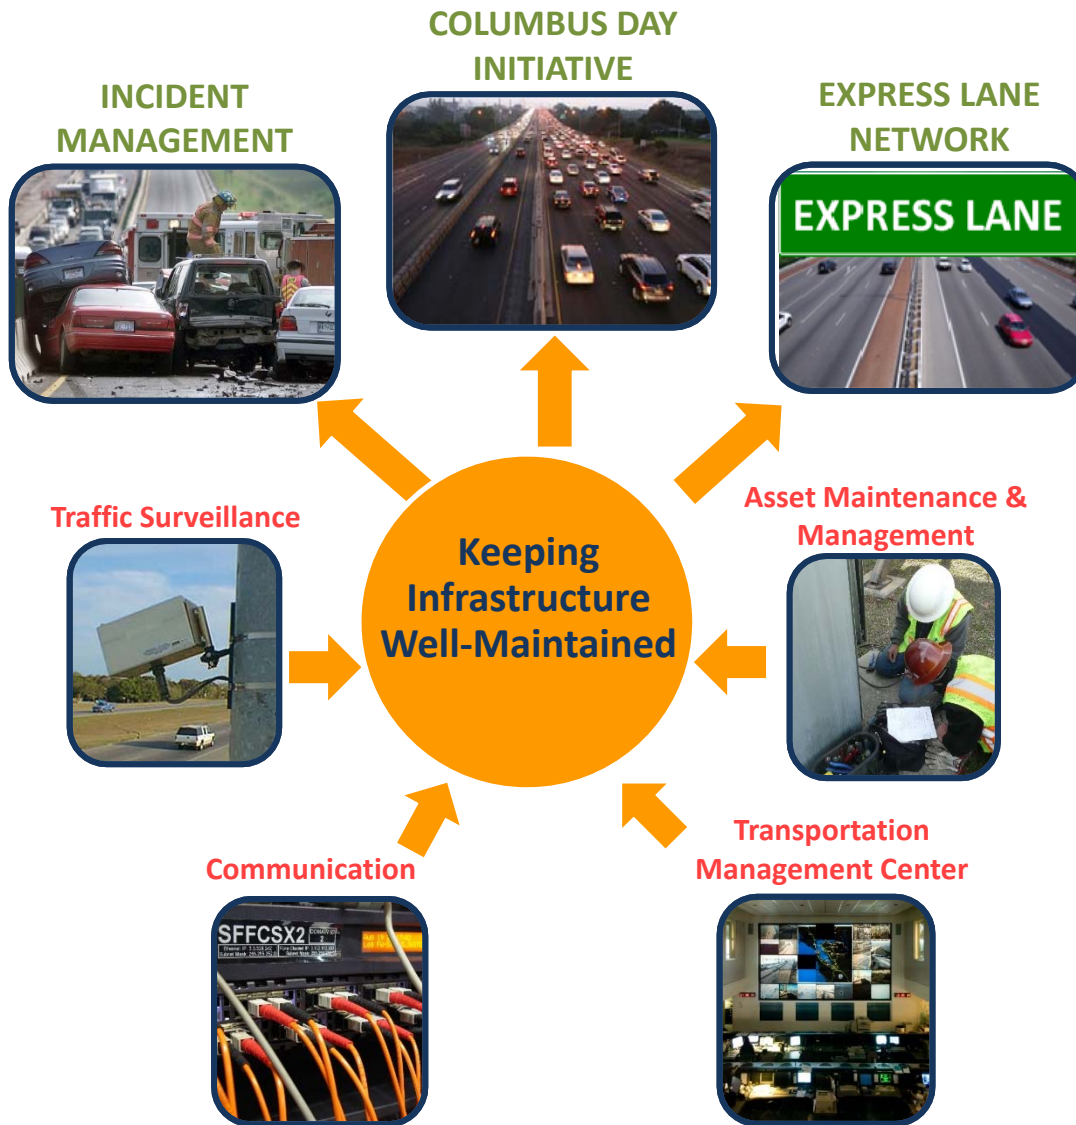 COLUMBUS DAY
INITIATIVE
INCIDENT
MANAGEMENT
EXPRESS LANE
NETWORK
EXPRESS LANE
Traffic Surveillance
Asset Maintenance &
Management
Keeping
Infrastructure
Well-Maintained
Communication
Transportation
Management Center
SFFCSX2